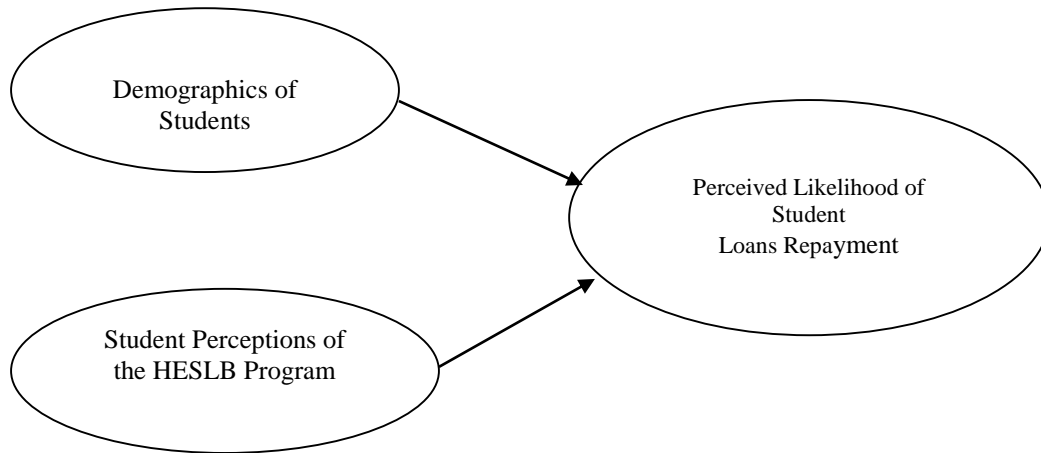 Demographics of
Students
Perceived Likelihood of
Student
Loans Repayment
Student Perceptions of
the HESLB Program